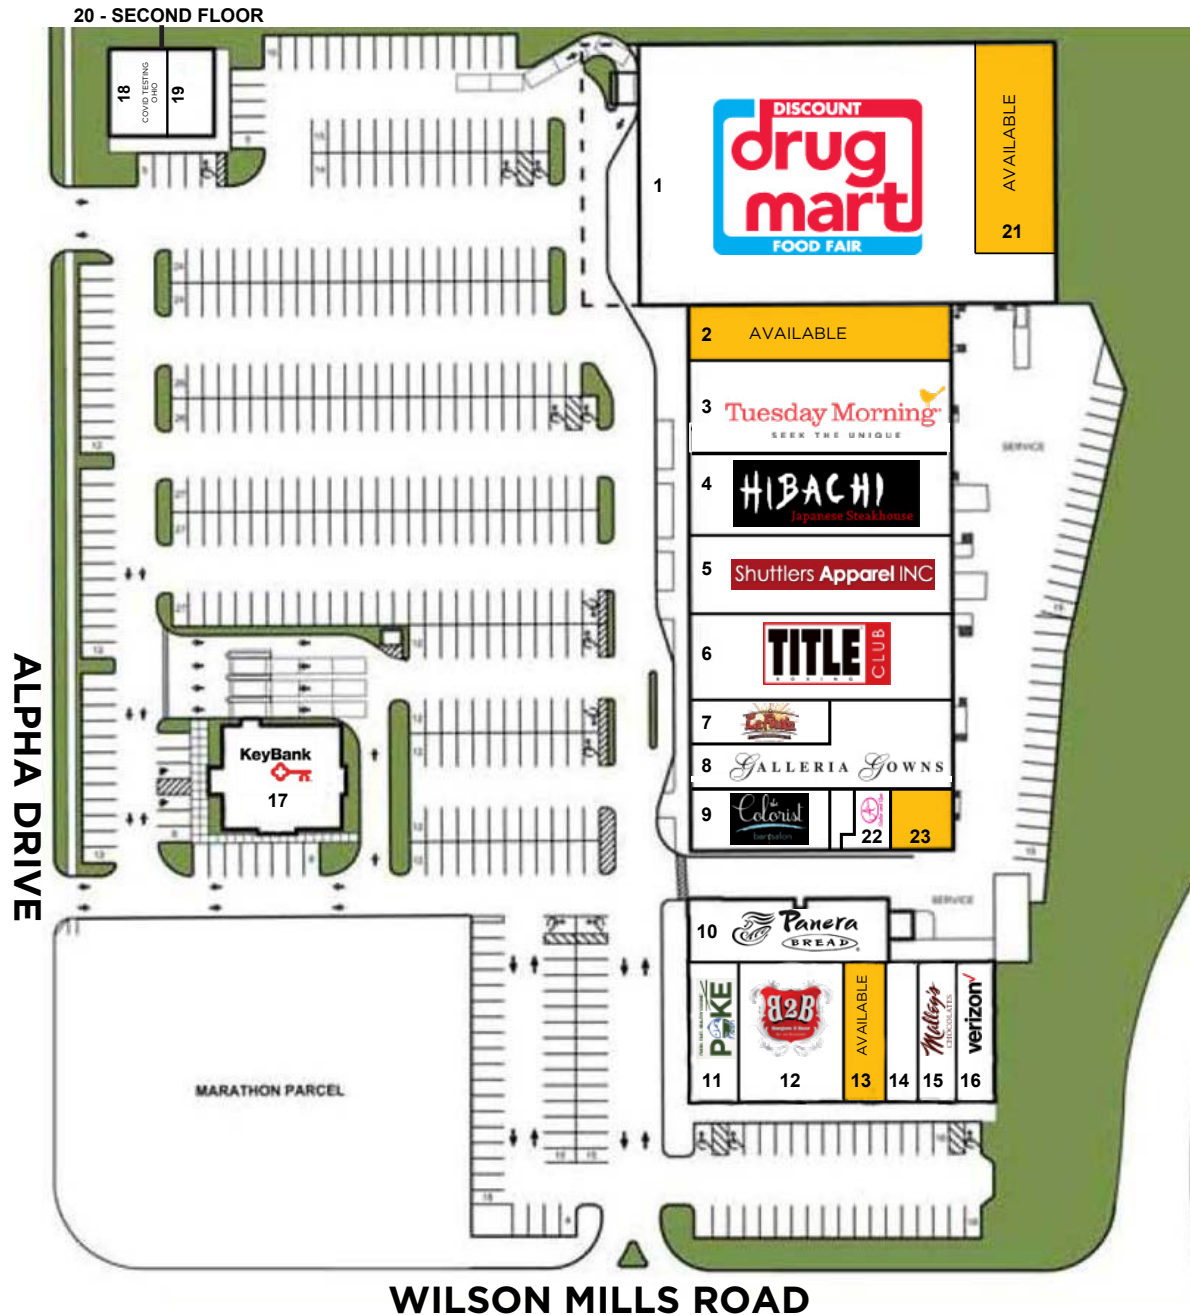 20 - SECOND FLOOR
18
COVID TESTING
OHIO
19
DISCOUNT
drug
mart
FOOD FAIR
1
AVAILABLE
21
2 AVAILABLE
3 Tuesday Morning
SEEK THE UNIQUE
SERVICE
4 HIBACHI
Japanese Steakhouse
5 Shuttlers Apparel INC
6 TITLE
BOXING
CLUB
7
8 GALLERIA GOWNS
9 the
Colorist
22
23
KeyBank
17
ALPHA DRIVE
SERVICE
10 Panera
BREAD
POKE
11
B2B
12
AVAILABLE
13
14
Malley's
CHOCOLATES
15
verizon
16
MARATHON PARCEL
WILSON MILLS ROAD